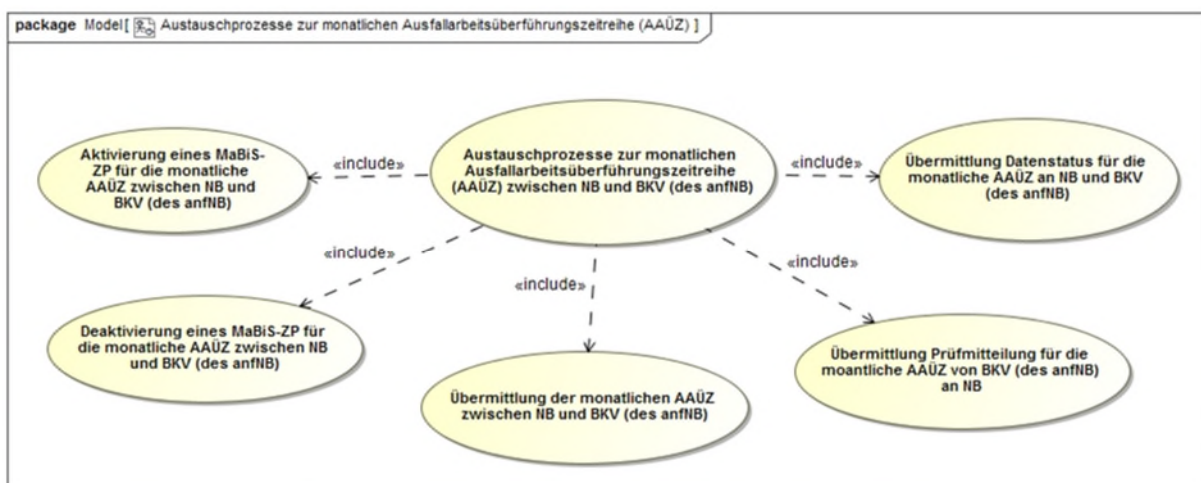 package Model[ Austauschprozesse zur monatlichen Ausfallarbeitsüberführungszeitreihe (AAÜZ) ]
Aktivierung eines MaBiS-
ZP für die monatliche
AAÜZ zwischen NB und
BKV (des anfNB)
«include»
Austauschprozesse zur monatlichen
Ausfallarbeitsüberführungszeitreihe
(AAÜZ) zwischen NB und BKV (des anfNB)
«include»
Übermittlung Datenstatus für die
monatliche AAÜZ an NB und BKV
(des anfNB)
«include»
«include»
«include»
Deaktivierung eines MaBiS-ZP für
die monatliche AAÜZ zwischen NB
und BKV (des anfNB)
Übermittlung der monatlichen AAÜZ
zwischen NB und BKV (des anfNB)
Übermittlung Prüfmitteilung für die
moantliche AAÜZ von BKV (des anfNB)
an NB